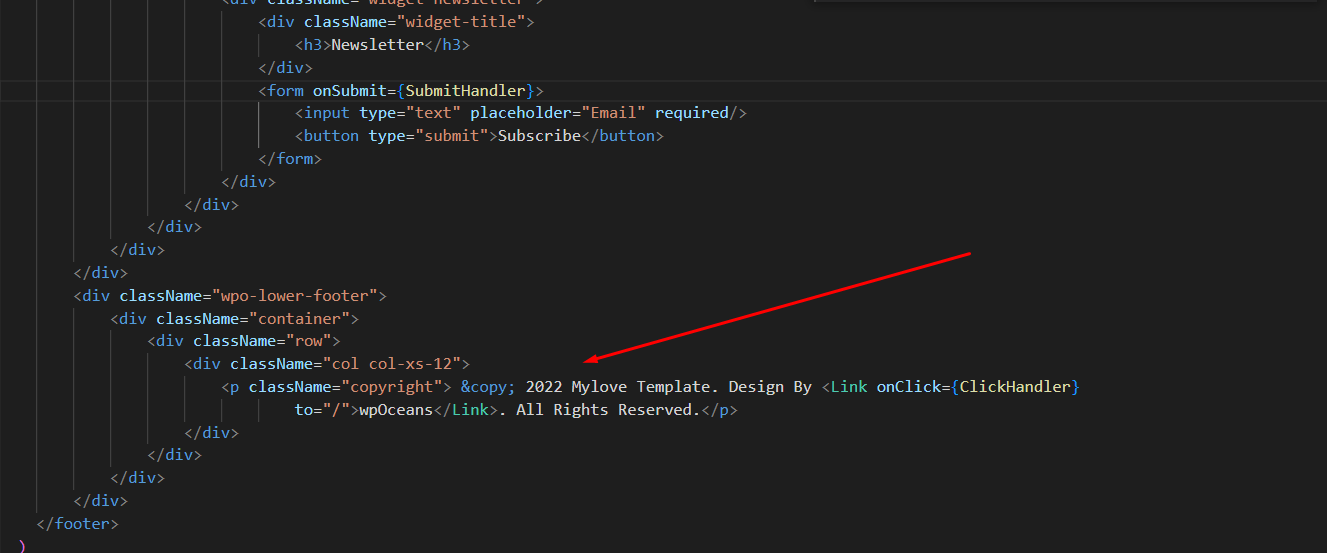 <div className="widget-newsletter">
<div className="widget-title">
<h3>Newsletter</h3>
</div>
<form onSubmit={SubmitHandler}>
<input type="text" placeholder="Email" required/>
<button type="submit">Subscribe</button>
</form>
</div>
</div>
</div>
</div>
</div>
<div className="wpo-lower-footer">
<div className="container">
<div className="row">
<div className="col col-xs-12">
<p className="copyright"> &copy; 2022 Mylove Template. Design By <Link onClick={ClickHandler}
to="/">wpOceans</Link>. All Rights Reserved.</p>
</div>
</div>
</div>
</div>
</footer>
)